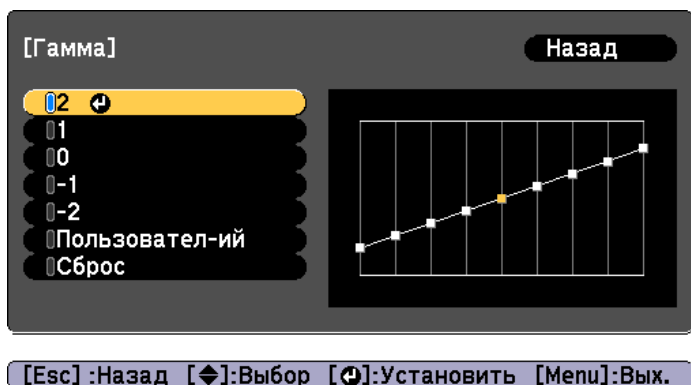 [Гамма] Назад
2
1
0
-1
-2
Пользовател-ий
Сброс
[Esc] :Назад [◆]:Выбор [↵]:Установить [Menu]:Вых.